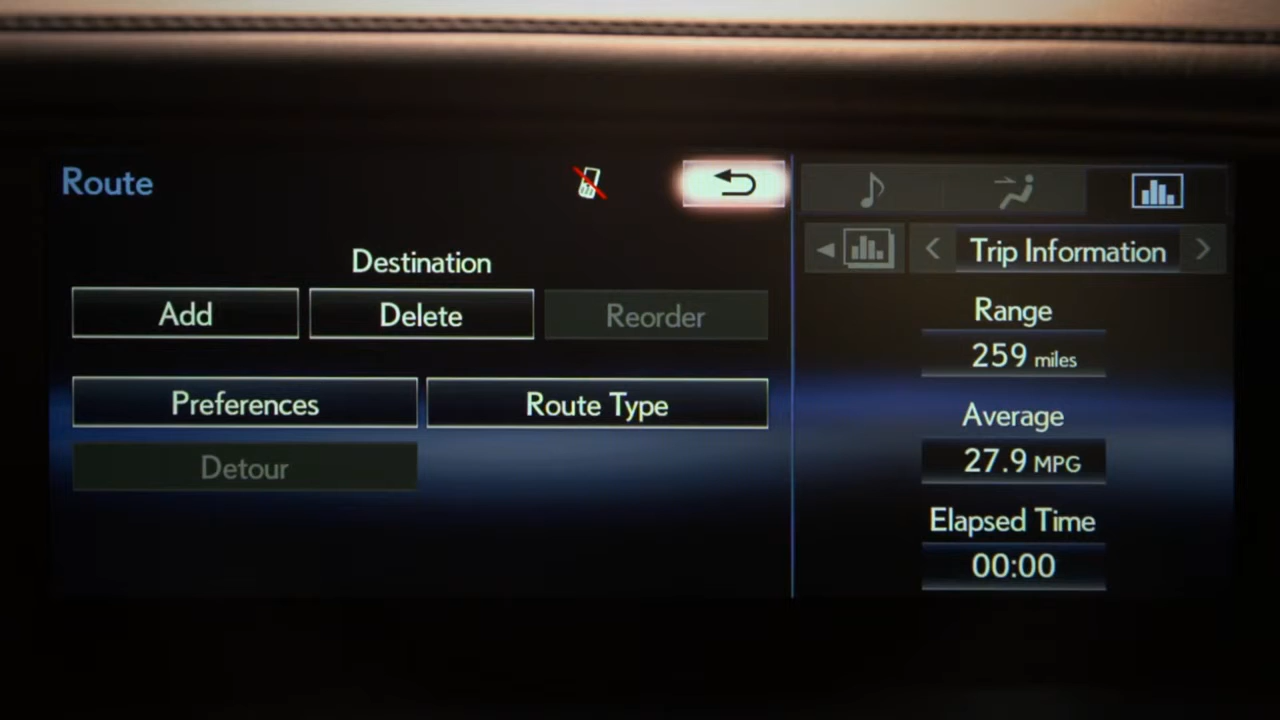 Route
Destination
Add Delete Reorder
Preferences Route Type
Detour
Trip Information
Range
259 miles
Average
27.9 MPG
Elapsed Time
00:00